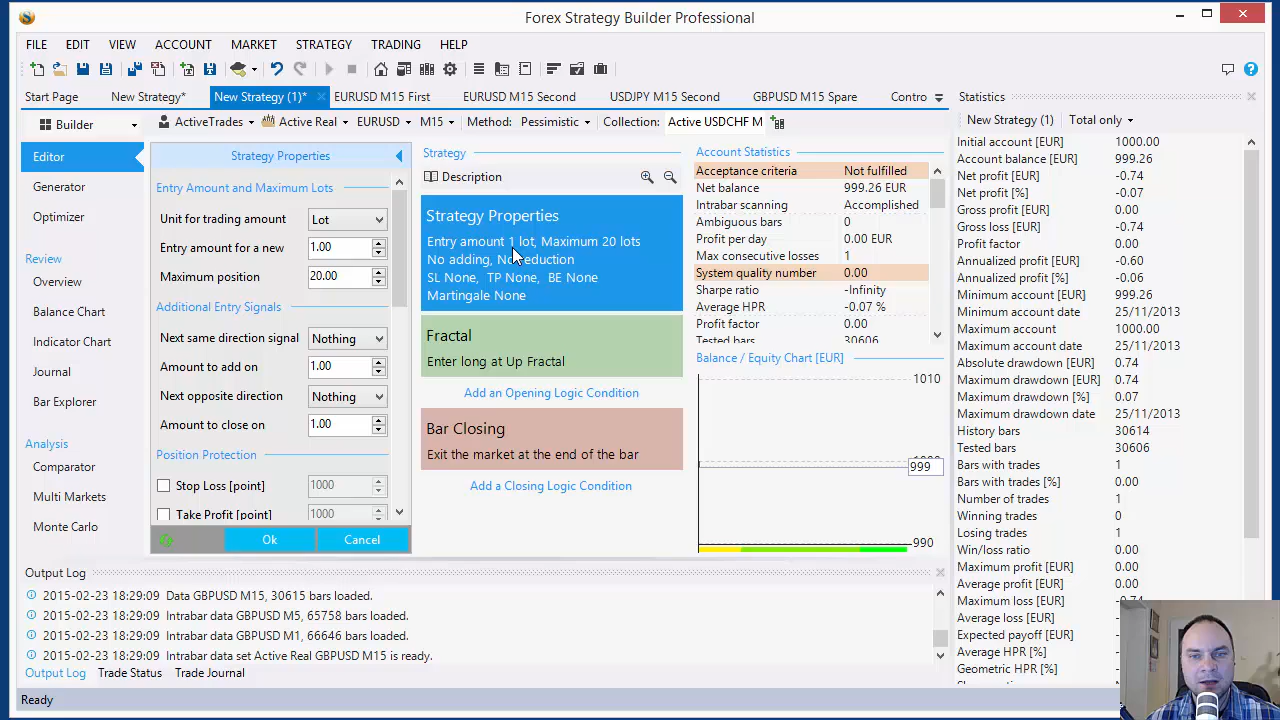 Forex Strategy Builder Professional
FILE EDIT VIEW ACCOUNT MARKET STRATEGY TRADING HELP
Start Page New Strategy* New Strategy (1)* EURUSD M15 First EURUSD M15 Second USDJPY M15 Second GBPUSD M15 Spare Contro
Builder ActiveTrades Active Real EURUSD M15 Method: Pessimistic Collection: Active USDCHF M
Editor
Generator
Optimizer
Review
Overview
Balance Chart
Indicator Chart
Journal
Bar Explorer
Analysis
Comparator
Multi Markets
Monte Carlo
Strategy Properties
Entry Amount and Maximum Lots
Unit for trading amount Lot
Entry amount for a new 1.00
Maximum position 20.00
Additional Entry Signals
Next same direction signal Nothing
Amount to add on 1.00
Next opposite direction Nothing
Amount to close on 1.00
Position Protection
Stop Loss [point] 1000
Take Profit [point] 1000
Ok Cancel
Strategy
Description
Strategy Properties
Entry amount 1 lot, Maximum 20 lots
No adding, No reduction
SL None, TP None, BE None
Martingale None
Fractal
Enter long at Up Fractal
Add an Opening Logic Condition
Bar Closing
Exit the market at the end of the bar
Add a Closing Logic Condition
Account Statistics
Acceptance criteria Not fulfilled
Net balance 999.26 EUR
Intrabar scanning Accomplished
Ambiguous bars 0
Profit per day 0.00 EUR
Max consecutive losses 1
System quality number 0.00
Sharpe ratio -Infinity
Average HPR -0.07 %
Profit factor 0.00
Tested bars 30606
Balance / Equity Chart [EUR]
1010
999
990
Statistics
New Strategy (1) Total only
Initial account [EUR] 1000.00
Account balance [EUR] 999.26
Net profit [EUR] -0.74
Net profit [%] -0.07
Gross profit [EUR] 0.00
Gross loss [EUR] -0.74
Profit factor 0.00
Annualized profit [EUR] -0.60
Annualized profit [%] -0.06
Minimum account [EUR] 999.26
Minimum account date 25/11/2013
Maximum account 1000.00
Maximum account date 25/11/2013
Absolute drawdown [EUR] 0.74
Maximum drawdown [EUR] 0.74
Maximum drawdown [%] 0.07
Maximum drawdown date 25/11/2013
History bars 30614
Tested bars 30606
Bars with trades 1
Bars with trades [%] 0.00
Number of trades 1
Winning trades 0
Losing trades 1
Win/loss ratio 0.00
Maximum profit [EUR] 0.00
Average profit [EUR] 0.00
Maximum loss [EUR] -0.74
Average loss [EUR]
Expected payoff [EUR]
Average HPR [%]
Geometric HPR [%]
Output Log
2015-02-23 18:29:09 Data GBPUSD M15, 30615 bars loaded.
2015-02-23 18:29:09 Intrabar data GBPUSD M5, 65758 bars loaded.
2015-02-23 18:29:09 Intrabar data GBPUSD M1, 66646 bars loaded.
2015-02-23 18:29:09 Intrabar data set Active Real GBPUSD M15 is ready.
Output Log Trade Status Trade Journal
Ready